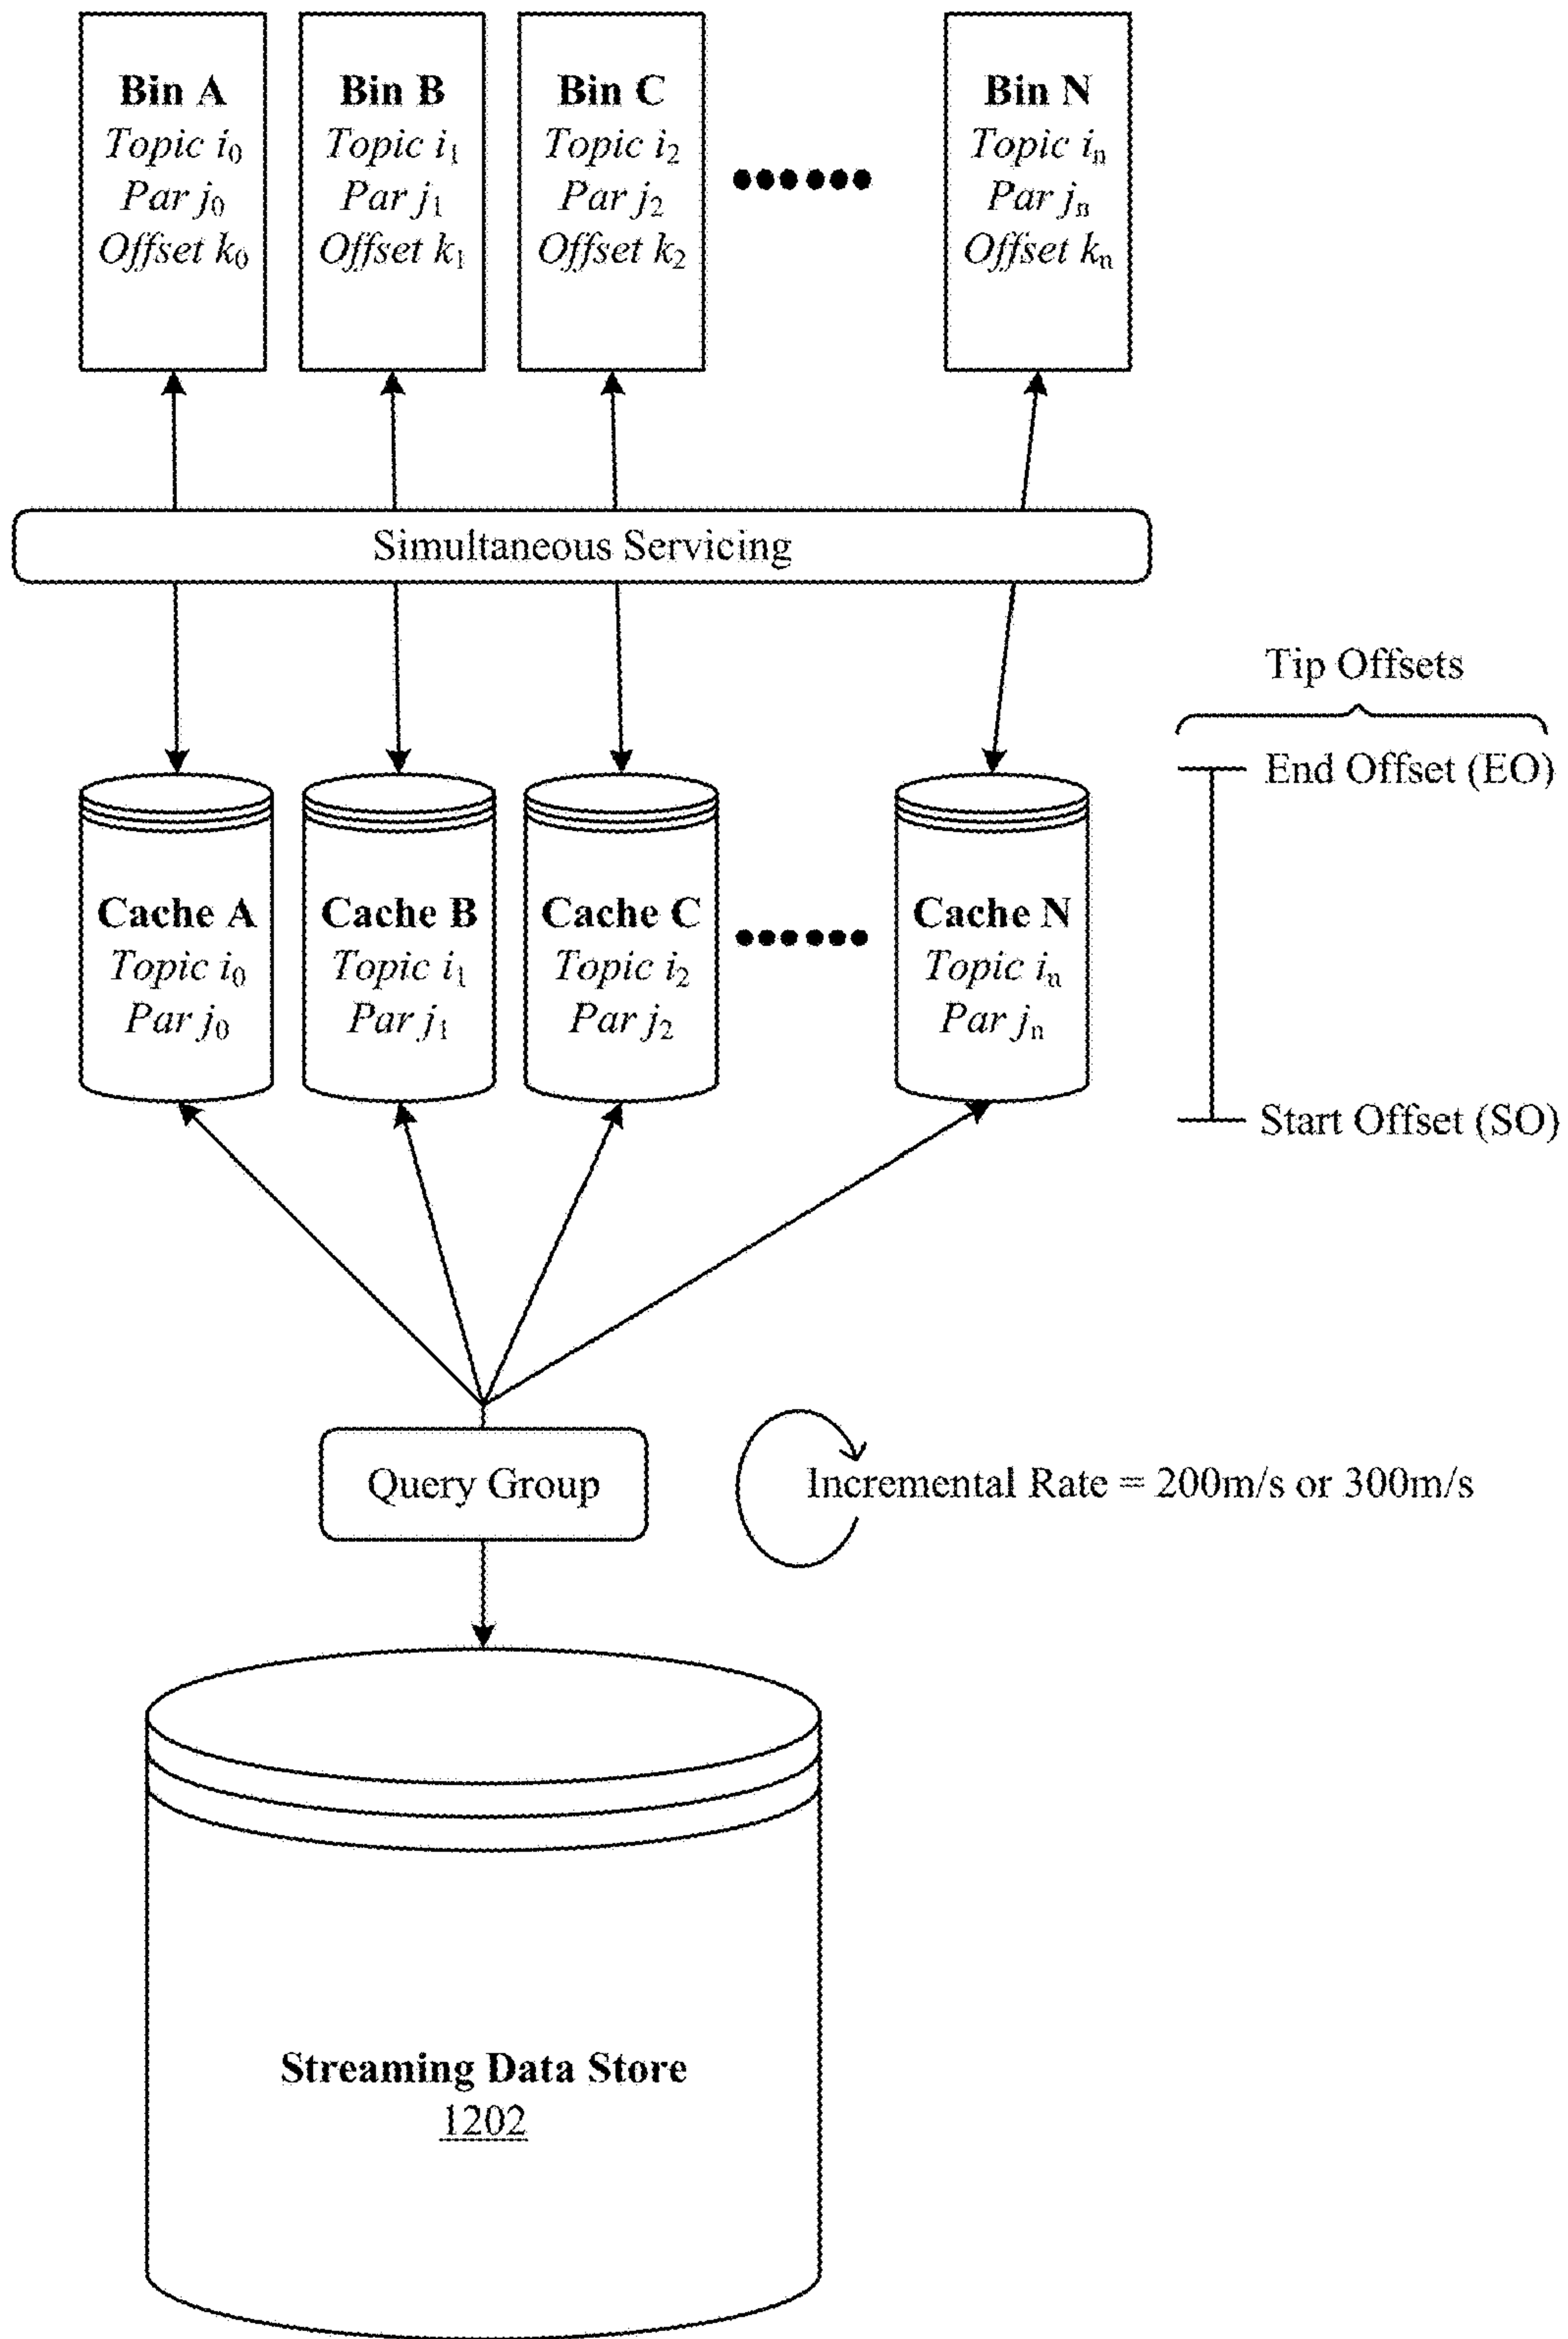 Bin A
Topic i₀
Par j₀
Offset k₀
Bin B
Topic i₁
Par j₁
Offset k₁
Bin C
Topic i₂
Par j₂
Offset k₂
Bin N
Topic iₙ
Par jₙ
Offset kₙ
Simultaneous Servicing
Tip Offsets
End Offset (EO)
Start Offset (SO)
Cache A
Topic i₀
Par j₀
Cache B
Topic i₁
Par j₁
Cache C
Topic i₂
Par j₂
Cache N
Topic iₙ
Par jₙ
Query Group
Incremental Rate = 200m/s or 300m/s
Streaming Data Store
1202